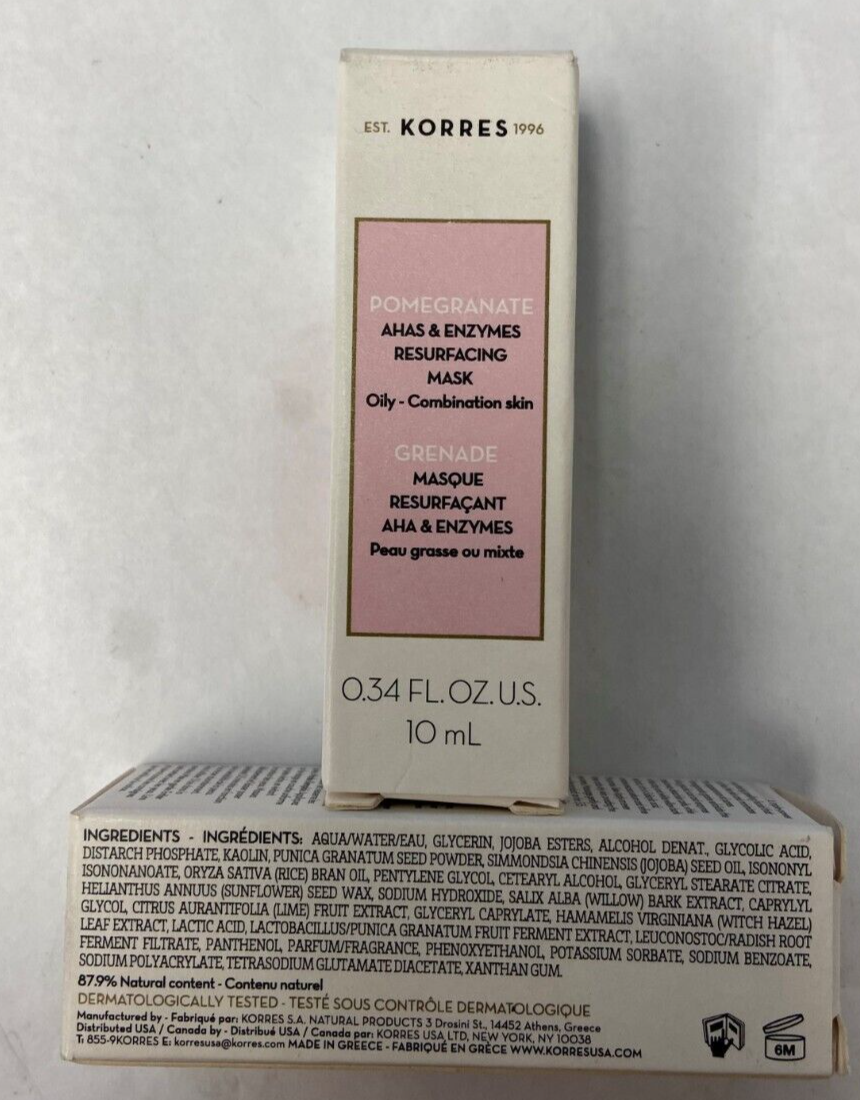 EST. KORRES 1996
POMEGRANATE
AHAS & ENZYMES
RESURFACING
MASK
Oily - Combination skin
GRENADE
MASQUE
RESURFAÇANT
AHA & ENZYMES
Peau grasse ou mixte
0.34 FL. OZ. U.S.
10 mL
INGREDIENTS - INGRÉDIENTS: AQUA/WATER/EAU, GLYCERIN, JOJOBA ESTERS, ALCOHOL DENAT., GLYCOLIC ACID,
DISTARCH PHOSPHATE, KAOLIN, PUNICA GRANATUM SEED POWDER, SIMMONDSIA CHINENSIS (JOJOBA) SEED OIL, ISONONYL
ISONONANOATE, ORYZA SATIVA (RICE) BRAN OIL, PENTYLENE GLYCOL, CETEARYL ALCOHOL, GLYCERYL STEARATE CITRATE,
HELIANTHUS ANNUUS (SUNFLOWER) SEED WAX, SODIUM HYDROXIDE, SALIX ALBA (WILLOW) BARK EXTRACT, CAPRYLYL
GLYCOL, CITRUS AURANTIFOLIA (LIME) FRUIT EXTRACT, GLYCERYL CAPRYLATE, HAMAMELIS VIRGINIANA (WITCH HAZEL)
LEAF EXTRACT, LACTIC ACID, LACTOBACILLUS/PUNICA GRANATUM FRUIT FERMENT EXTRACT, LEUCONOSTOC/RADISH ROOT
FERMENT FILTRATE, PANTHENOL, PARFUM/FRAGRANCE, PHENOXYETHANOL, POTASSIUM SORBATE, SODIUM BENZOATE,
SODIUM POLYACRYLATE, TETRASODIUM GLUTAMATE DIACETATE, XANTHAN GUM.
87.9% Natural content - Contenu naturel
DERMATOLOGICALLY TESTED - TESTÉ SOUS CONTRÔLE DERMATOLOGIQUE
Manufactured by - Fabriqué par: KORRES S.A. NATURAL PRODUCTS 3 Drosini St., 14452 Athens, Greece
Distributed USA / Canada by - Distribué USA / Canada par: KORRES USA LTD, NEW YORK, NY 10038
T: 855-9KORRES E: korresusa@korres.com MADE IN GREECE - FABRIQUÉ EN GRÈCE WWW.KORRESUSA.COM
6M